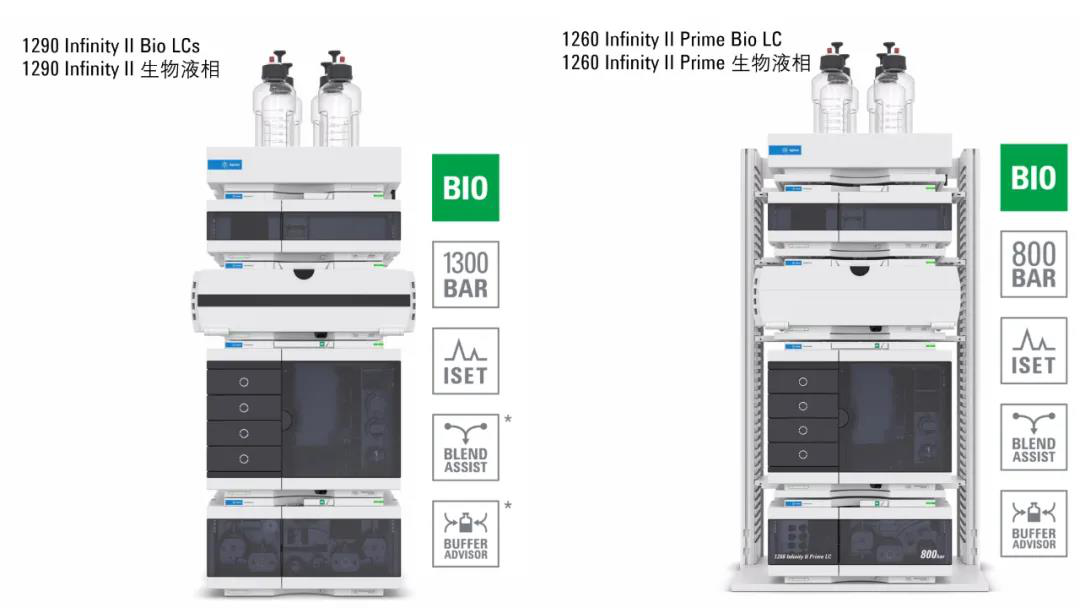 1290 Infinity II Bio LCs
1290 Infinity II 生物液相
BIO
1300
BAR
ISET
*
BLEND
ASSIST
*
BUFFER
ADVISOR
1260 Infinity II Prime Bio LC
1260 Infinity II Prime 生物液相
Agilent
BIO
800
BAR
ISET
BLEND
ASSIST
BUFFER
ADVISOR
1260 Infinity II Prime LC
800bar